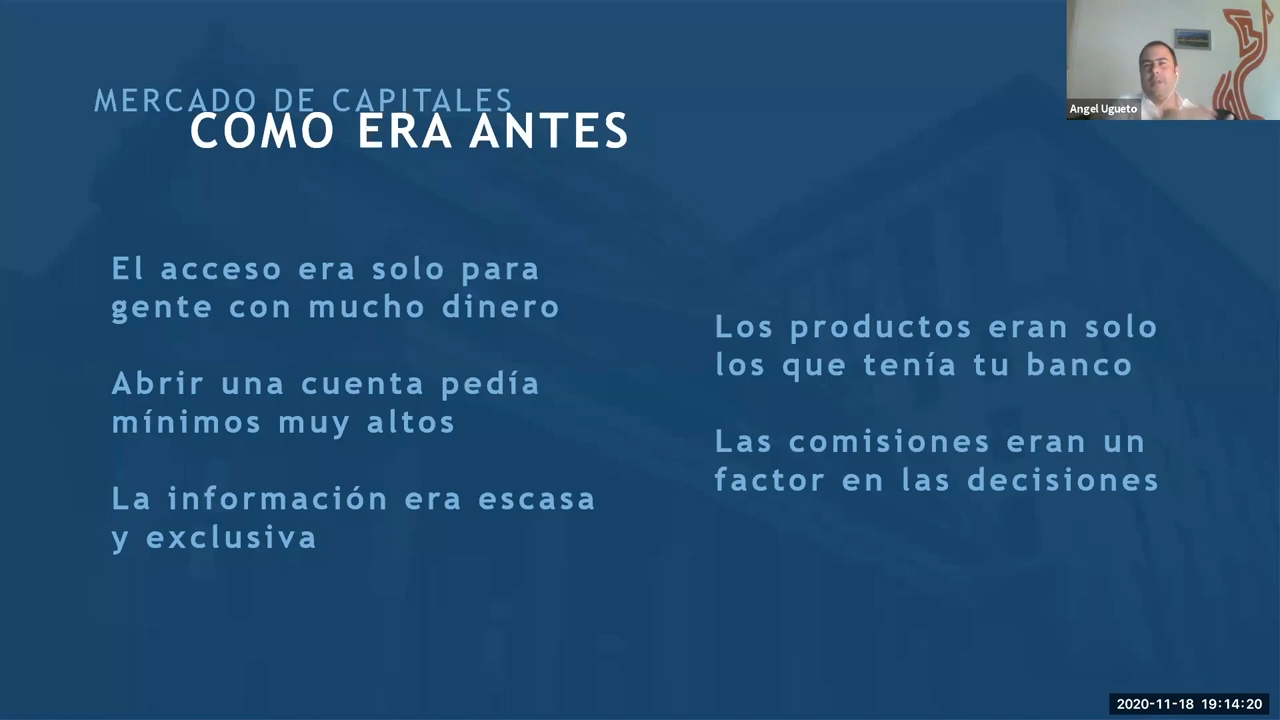 MERCADO DE CAPITALES
COMO ERA ANTES
El acceso era solo para
gente con mucho dinero
Abrir una cuenta pedía
mínimos muy altos
La información era escasa
y exclusiva
Los productos eran solo
los que tenía tu banco
Las comisiones eran un
factor en las decisiones
Angel Ugueto
2020-11-18 19:14:20